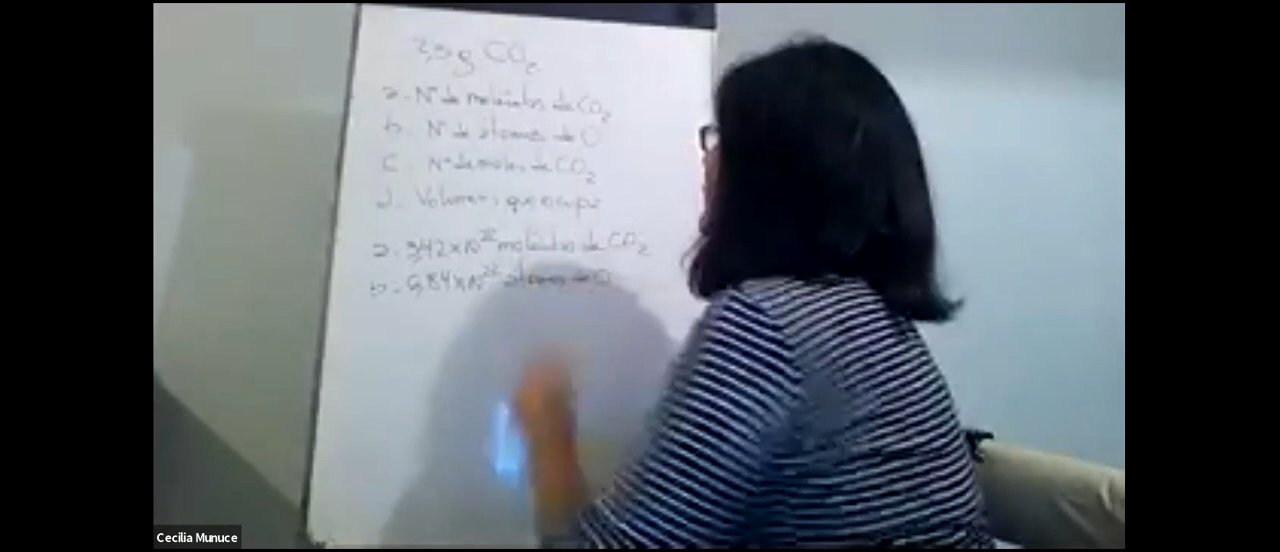 2,5 g CO2
a- N° de moléculas de CO2
b- N° de átomos de O
c- N° de moles de CO2
d- Volumen que ocupa
a- 3,42x10²² moléculas de CO2
b- 6,84x10²² átomos de O
Cecilia Munuce